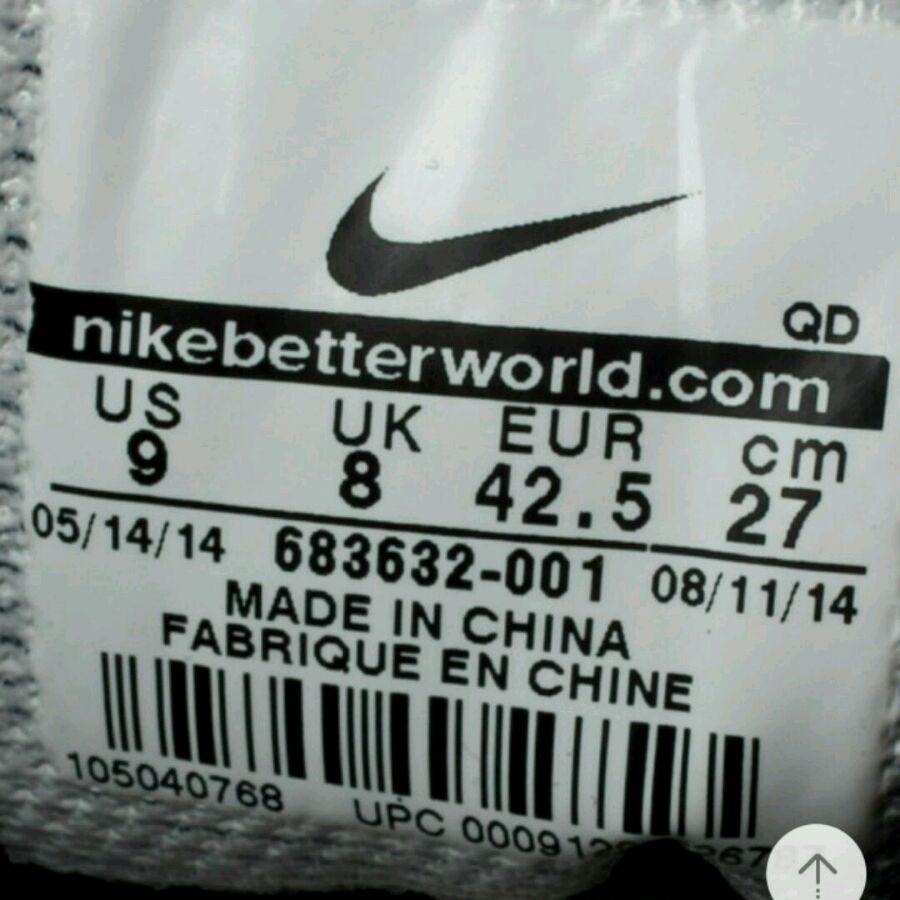 QD
nikebetterworld.com
US UK EUR cm
9 8 42.5 27
05/14/14 683632-001 08/11/14
MADE IN CHINA
FABRIQUE EN CHINE
105040768 UPC